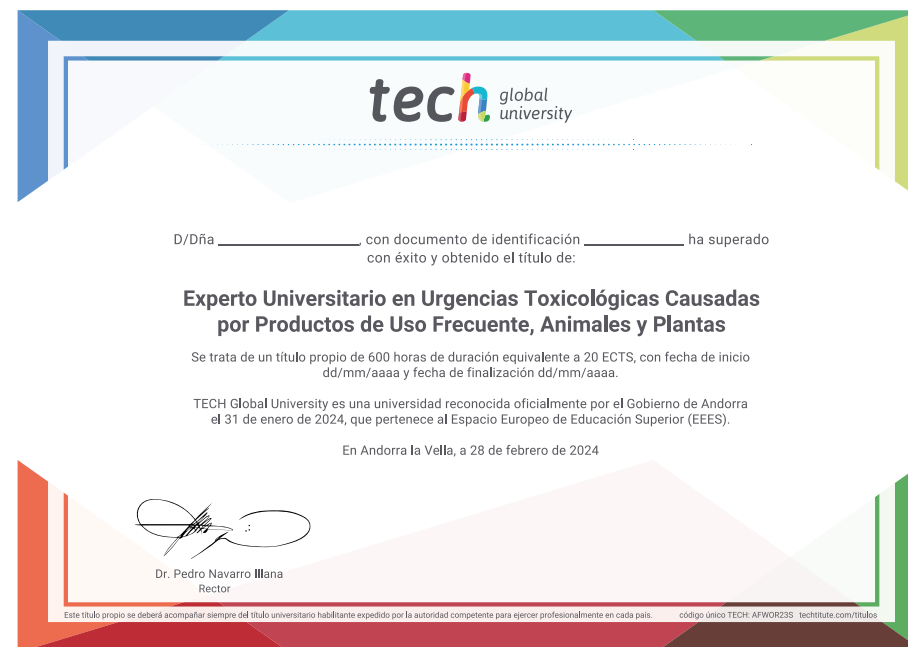 tech global university
D/Dña ____________________, con documento de identificación ______________ ha superado
con éxito y obtenido el título de:
Experto Universitario en Urgencias Toxicológicas Causadas
por Productos de Uso Frecuente, Animales y Plantas
Se trata de un título propio de 600 horas de duración equivalente a 20 ECTS, con fecha de inicio
dd/mm/aaaa y fecha de finalización dd/mm/aaaa.
TECH Global University es una universidad reconocida oficialmente por el Gobierno de Andorra
el 31 de enero de 2024, que pertenece al Espacio Europeo de Educación Superior (EEES).
En Andorra la Vella, a 28 de febrero de 2024
Dr. Pedro Navarro Illana
Rector
Este título propio se deberá acompañar siempre del título universitario habilitante expedido por la autoridad competente para ejercer profesionalmente en cada país. código único TECH: AFWOR23S techtitute.com/titulos